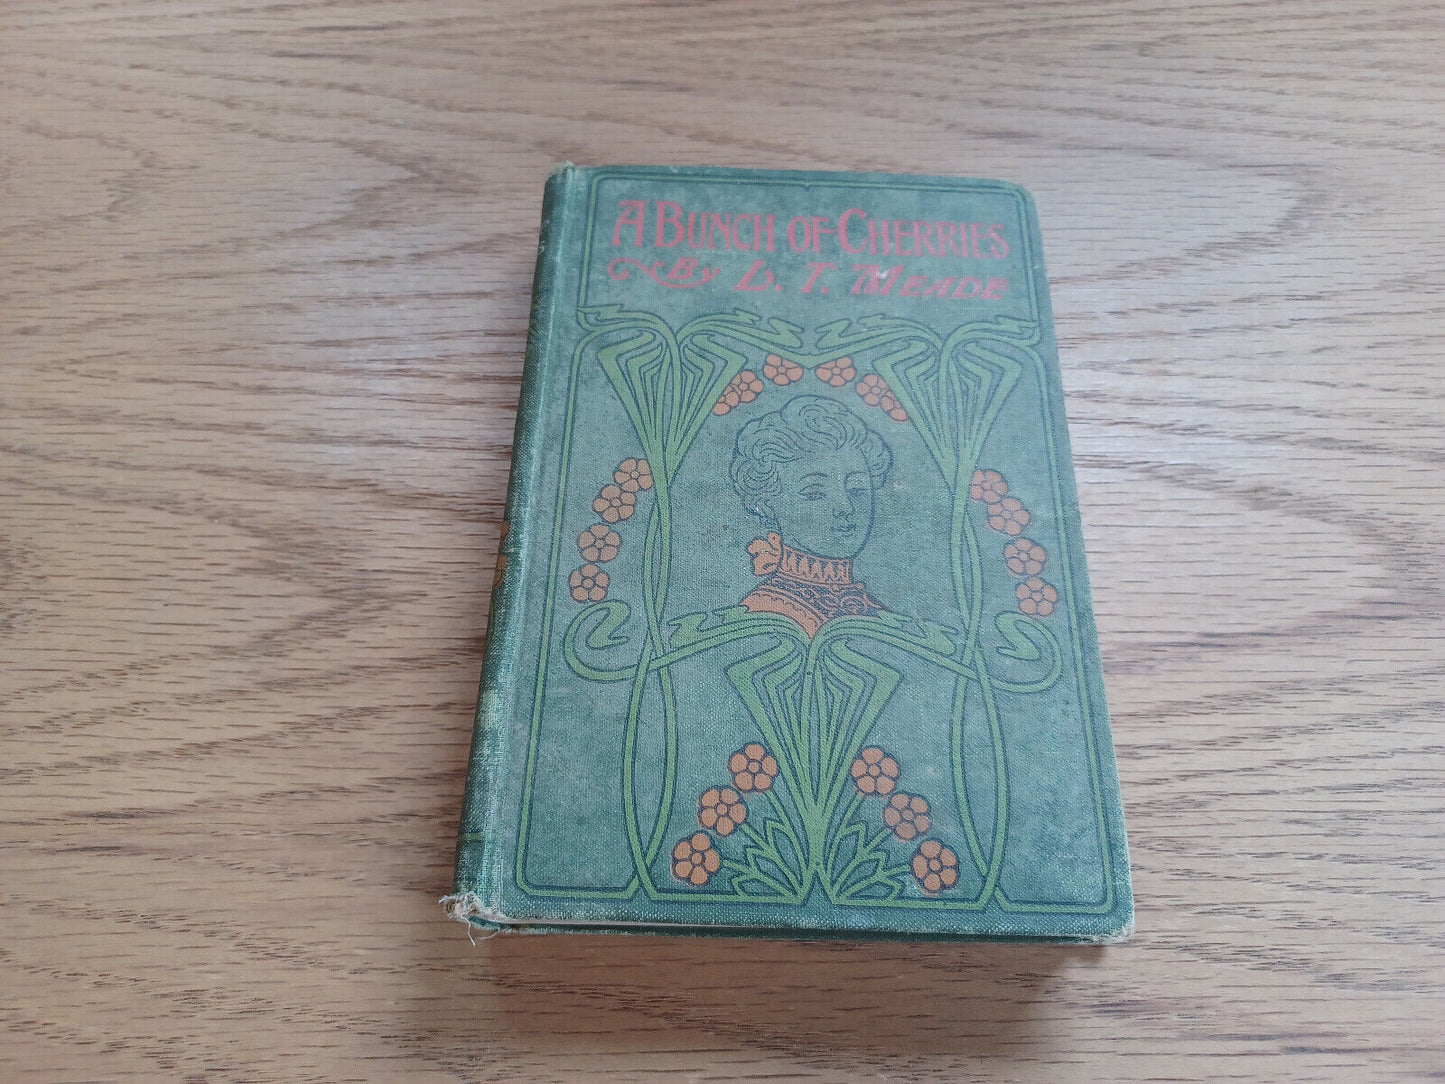 A BUNCH OF CHERRIES
By L. T. MEADE